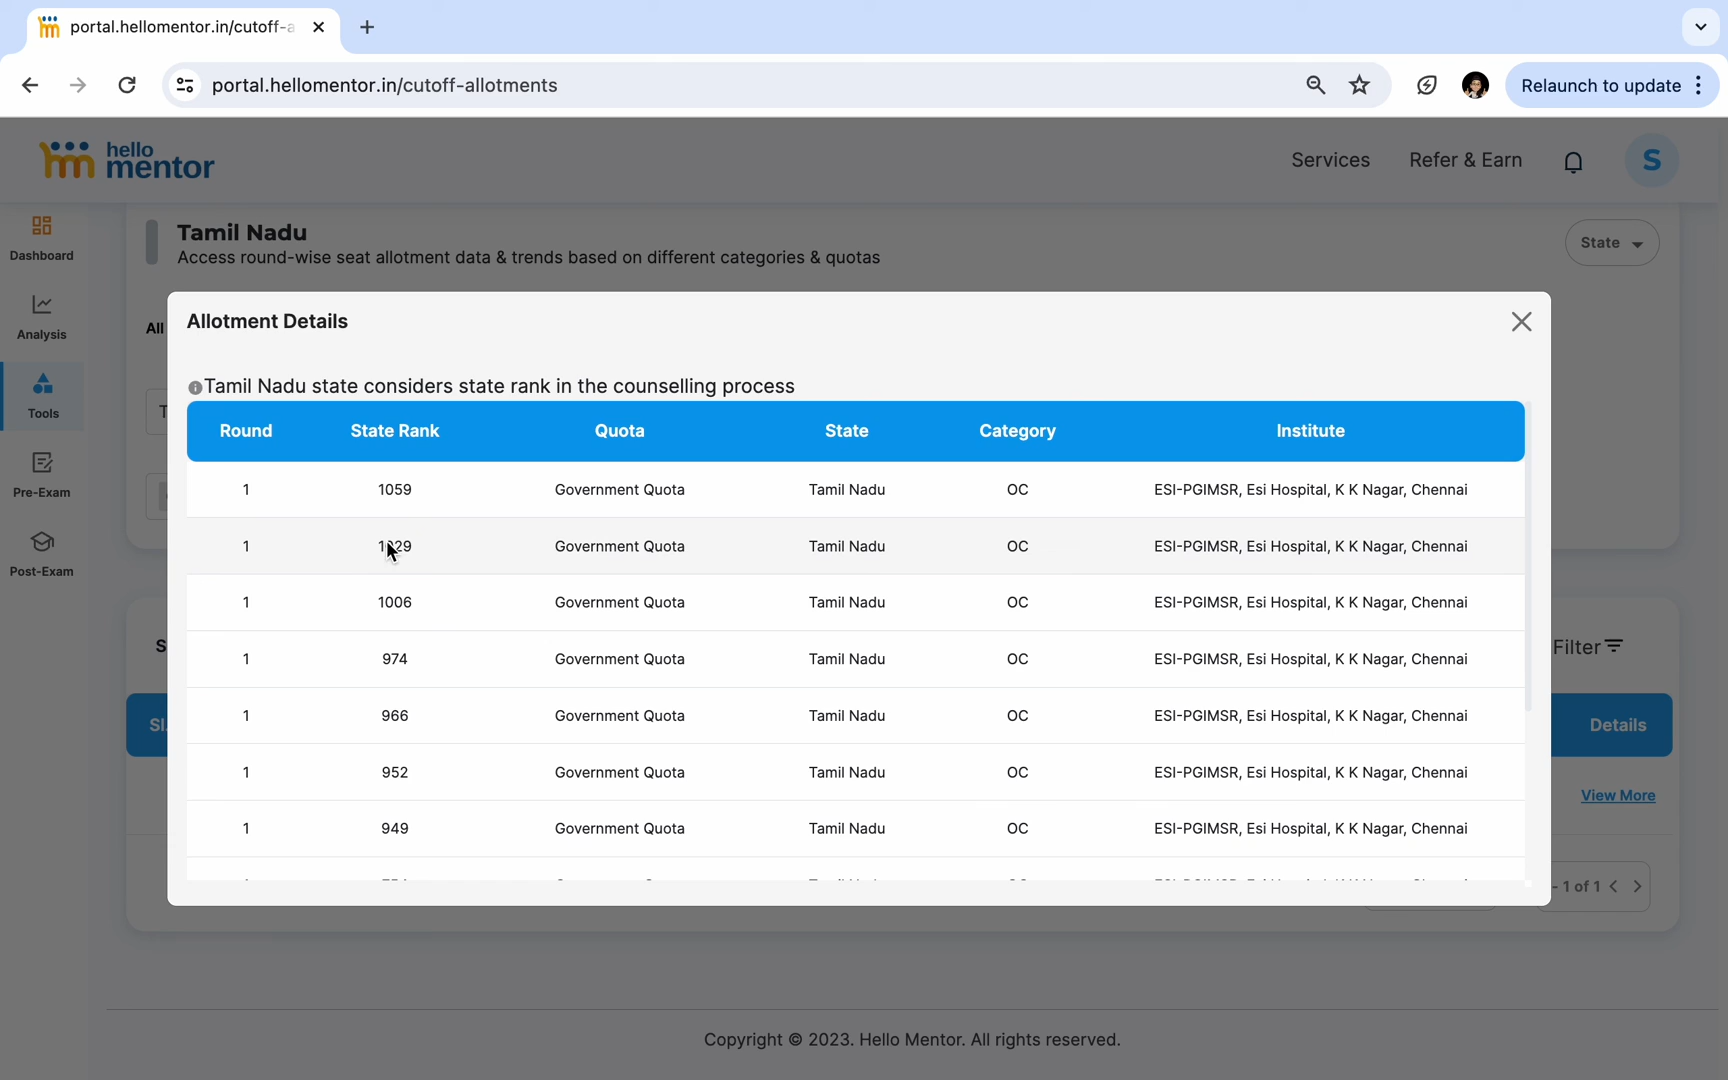 portal.hellomentor.in/cutoff-a
portal.hellomentor.in/cutoff-allotments
Relaunch to update
hello
mentor
Services
Refer & Earn
S
Dashboard
Analysis
Tools
Pre-Exam
Post-Exam
Tamil Nadu
Access round-wise seat allotment data & trends based on different categories & quotas
State
All
Allotment Details
Tamil Nadu state considers state rank in the counselling process
Round State Rank Quota State Category Institute
1 1059 Government Quota Tamil Nadu OC ESI-PGIMSR, Esi Hospital, K K Nagar, Chennai
1 Government Quota Tamil Nadu OC ESI-PGIMSR, Esi Hospital, K K Nagar, Chennai
1 1006 Government Quota Tamil Nadu OC ESI-PGIMSR, Esi Hospital, K K Nagar, Chennai
1 974 Government Quota Tamil Nadu OC ESI-PGIMSR, Esi Hospital, K K Nagar, Chennai
1 966 Government Quota Tamil Nadu OC ESI-PGIMSR, Esi Hospital, K K Nagar, Chennai
1 952 Government Quota Tamil Nadu OC ESI-PGIMSR, Esi Hospital, K K Nagar, Chennai
1 949 Government Quota Tamil Nadu OC ESI-PGIMSR, Esi Hospital, K K Nagar, Chennai
Filter
Sl.
Details
View More
- 1 of 1
Copyright © 2023. Hello Mentor. All rights reserved.